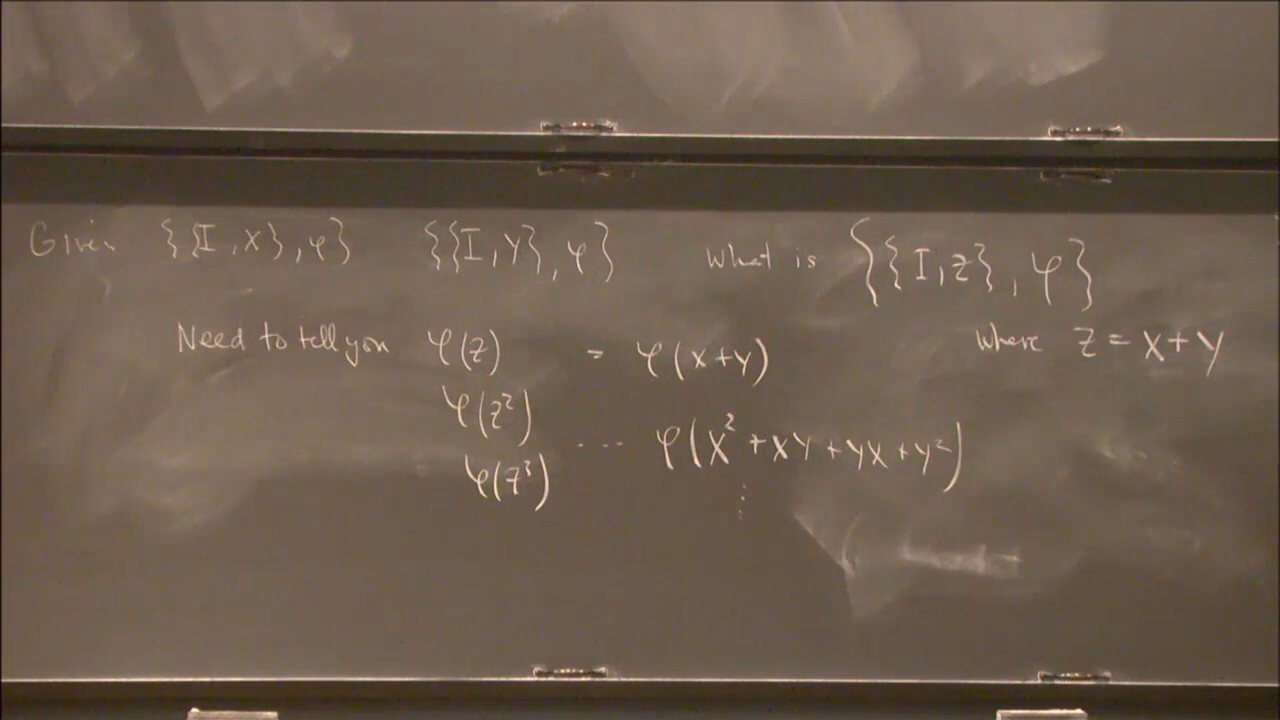 Given {{I,X},φ} {{I,Y},φ} What is {{I,Z},φ}
Need to tell you φ(Z) = φ(X+Y) where Z = X+Y
φ(Z²)
... φ(X² + XY + YX + Y²)
φ(Z³)
⋮